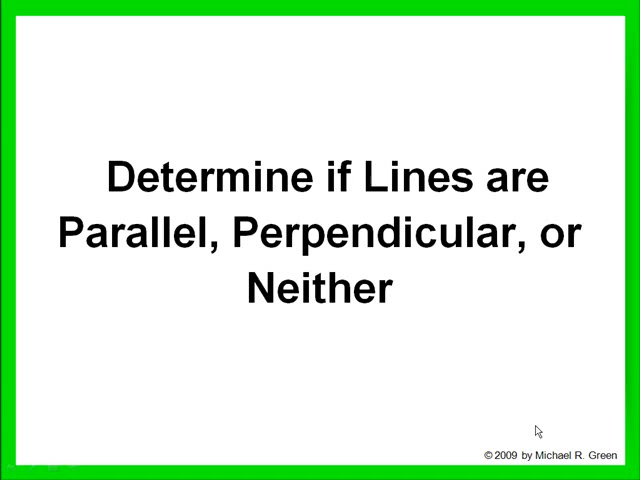 Determine if Lines are
Parallel, Perpendicular, or
Neither
© 2009 by Michael R. Green